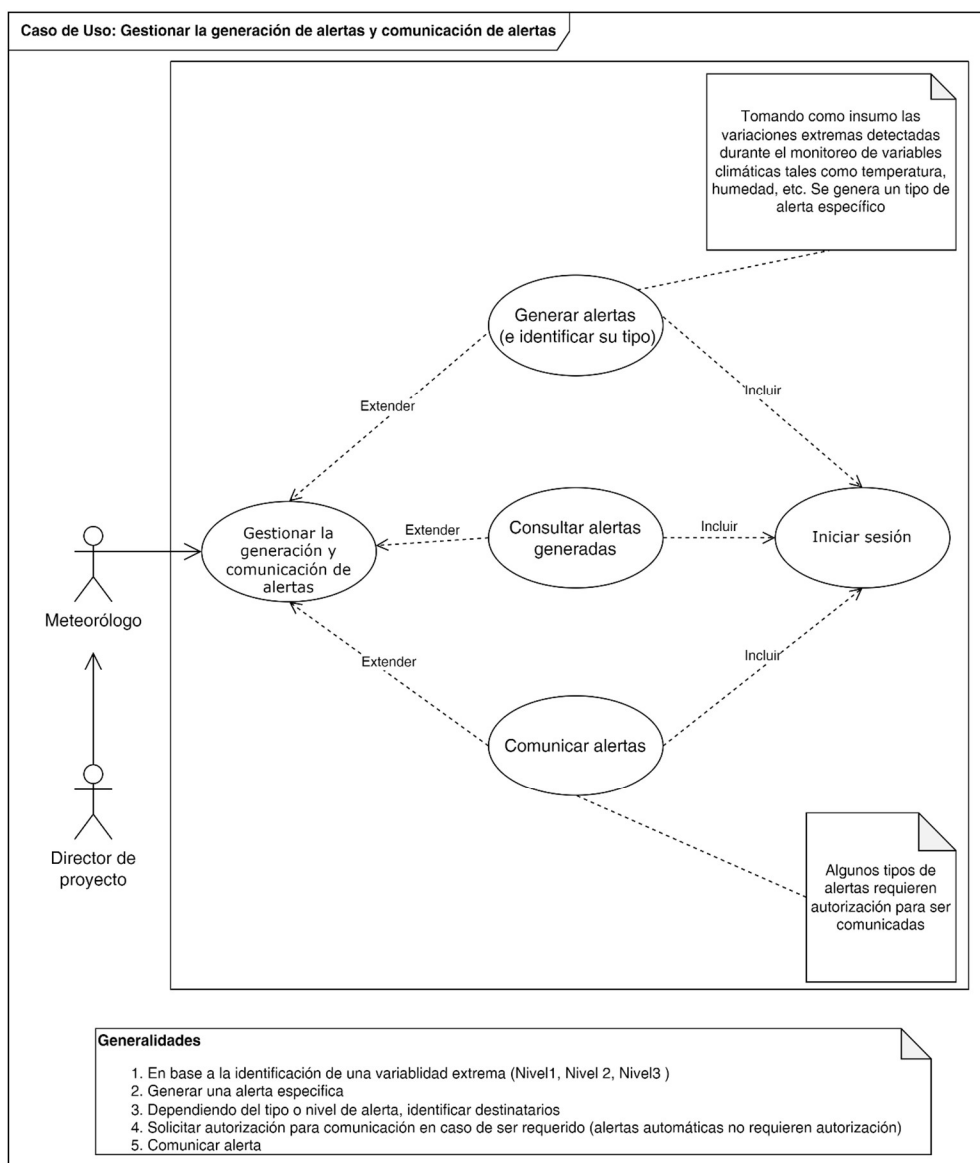 Caso de Uso: Gestionar la generación de alertas y comunicación de alertas
Tomando como insumo las
variaciones extremas detectadas
durante el monitoreo de variables
climáticas tales como temperatura,
humedad, etc. Se genera un tipo de
alerta específico
Generar alertas
(e identificar su tipo)
Extender
Incluir
Gestionar la
generación y
comunicación de
alertas
Extender
Consultar alertas
generadas
Incluir
Iniciar sesión
Meteorólogo
Extender
Incluir
Comunicar alertas
Director de
proyecto
Algunos tipos de
alertas requieren
autorización para ser
comunicadas
Generalidades
1. En base a la identificación de una variablidad extrema (Nivel1, Nivel 2, Nivel3 )
2. Generar una alerta especifica
3. Dependiendo del tipo o nivel de alerta, identificar destinatarios
4. Solicitar autorización para comunicación en caso de ser requerido (alertas automáticas no requieren autorización)
5. Comunicar alerta